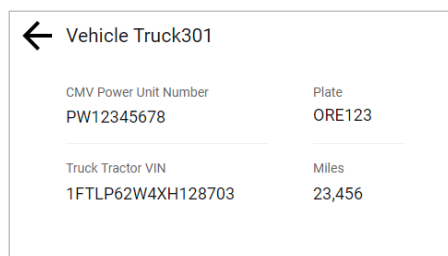 Vehicle Truck301
CMV Power Unit Number
PW12345678
Plate
ORE123
Truck Tractor VIN
1FTLP62W4XH128703
Miles
23,456